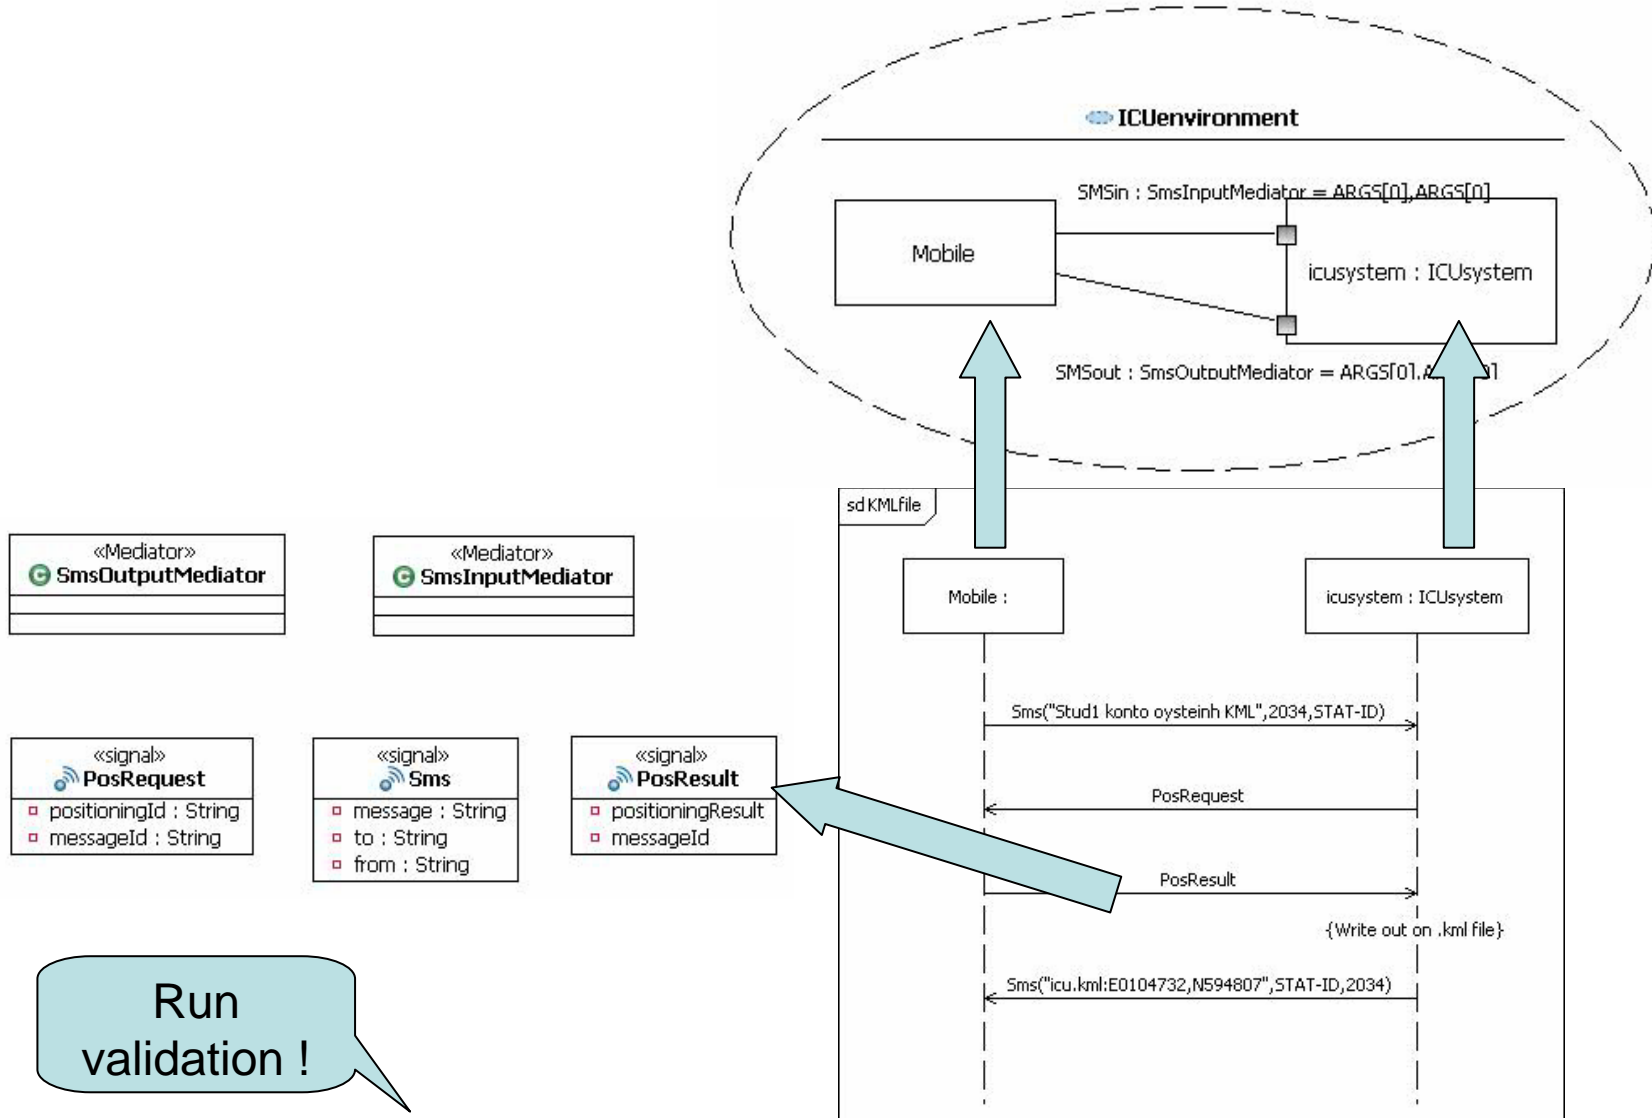 ICUenvironment
SMSin : SmsInputMediator = ARGS[0],ARGS[0]
Mobile
icusystem : ICUsystem
SMSout : SmsOutputMediator = ARGS[0].A 0]
sd KMLfile
«Mediator»
SmsOutputMediator
«Mediator»
SmsInputMediator
Mobile :
icusystem : ICUsystem
Sms("Stud1 konto oysteinh KML",2034,STAT-ID)
«signal»
PosRequest
positioningId : String
messageId : String
«signal»
Sms
message : String
to : String
from : String
«signal»
PosResult
positioningResult
messageId
PosRequest
PosResult
{Write out on .kml file}
Sms("icu.kml:E0104732,N594807",STAT-ID,2034)
Run
validation !